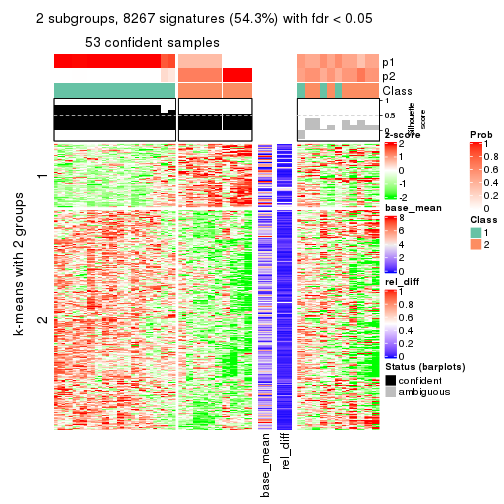 2 subgroups, 8267 signatures (54.3%) with fdr < 0.05
53 confident samples
p1
p2
Class
1
0.5
0
Silhouette
score
k-means with 2 groups
1
2
base_mean
rel_diff
z-score
2
1
0
-1
-2
base_mean
8
6
4
2
0
rel_diff
1
0.8
0.6
0.4
0.2
0
Status (barplots)
confident
ambiguous
Prob
1
0.8
0.6
0.4
0.2
0
Class
1
2